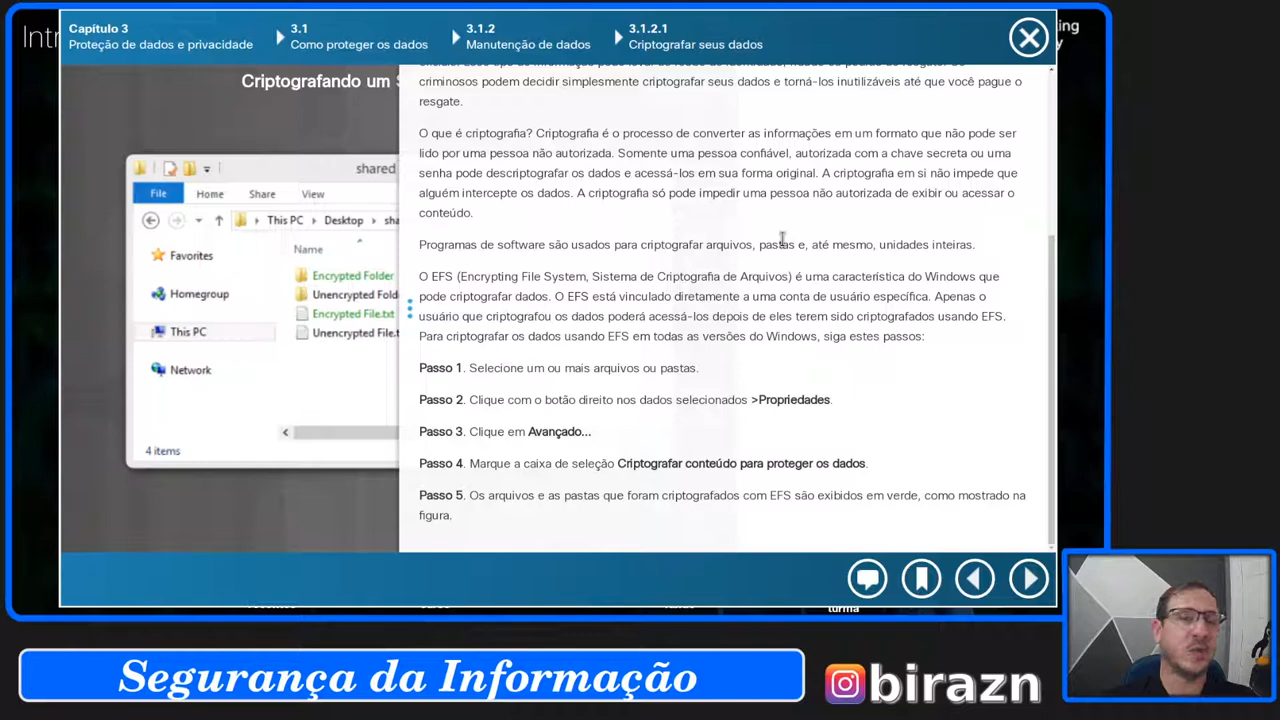 Capítulo 3
Proteção de dados e privacidade
3.1
Como proteger os dados
3.1.2
Manutenção de dados
3.1.2.1
Criptografar seus dados
Criptografando um
criminosos podem decidir simplesmente criptografar seus dados e torná-los inutilizáveis até que você pague o
resgate.
O que é criptografia? Criptografia é o processo de converter as informações em um formato que não pode ser
lido por uma pessoa não autorizada. Somente uma pessoa confiável, autorizada com a chave secreta ou uma
senha pode descriptografar os dados e acessá-los em sua forma original. A criptografia em si não impede que
alguém intercepte os dados. A criptografia só pode impedir uma pessoa não autorizada de exibir ou acessar o
conteúdo.
Programas de software são usados para criptografar arquivos, pastas e, até mesmo, unidades inteiras.
O EFS (Encrypting File System, Sistema de Criptografia de Arquivos) é uma característica do Windows que
pode criptografar dados. O EFS está vinculado diretamente a uma conta de usuário específica. Apenas o
usuário que criptografou os dados poderá acessá-los depois de eles terem sido criptografados usando EFS.
Para criptografar os dados usando EFS em todas as versões do Windows, siga estes passos:
Passo 1. Selecione um ou mais arquivos ou pastas.
Passo 2. Clique com o botão direito nos dados selecionados >Propriedades.
Passo 3. Clique em Avançado...
Passo 4. Marque a caixa de seleção Criptografar conteúdo para proteger os dados.
Passo 5. Os arquivos e as pastas que foram criptografados com EFS são exibidos em verde, como mostrado na
figura.
shared
File Home Share View
This PC Desktop sha
Favorites
Homegroup
This PC
Network
Name
Encrypted Folder
Unencrypted Fold
Encrypted File.txt
Unencrypted File.t
4 items
turma
Segurança da Informação
birazn